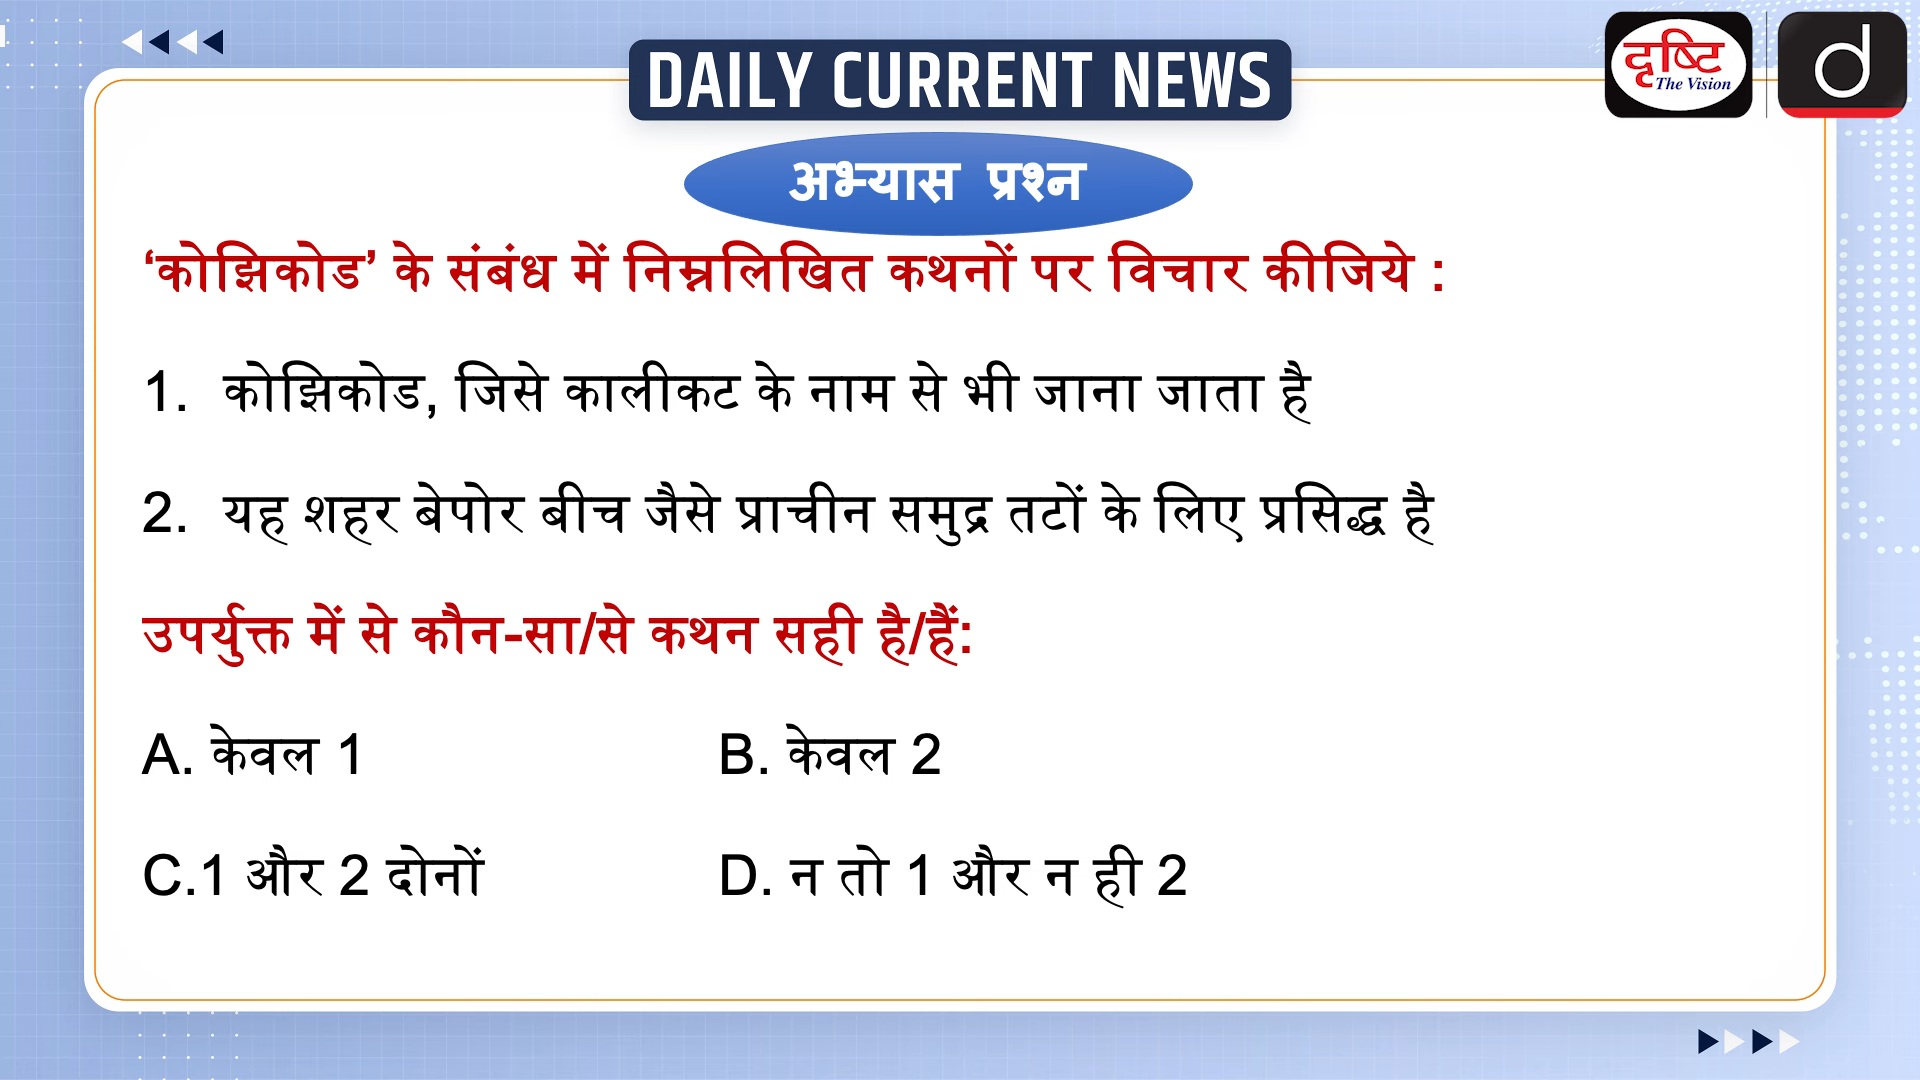 DAILY CURRENT NEWS
दृष्टि
The Vision
d
अभ्यास प्रश्न
‘कोझिकोड’ के संबंध में निम्नलिखित कथनों पर विचार कीजिये :
1. कोझिकोड, जिसे कालीकट के नाम से भी जाना जाता है
2. यह शहर बेपोर बीच जैसे प्राचीन समुद्र तटों के लिए प्रसिद्ध है
उपर्युक्त में से कौन-सा/से कथन सही है/हैं:
A. केवल 1 B. केवल 2
C.1 और 2 दोनों D. न तो 1 और न ही 2